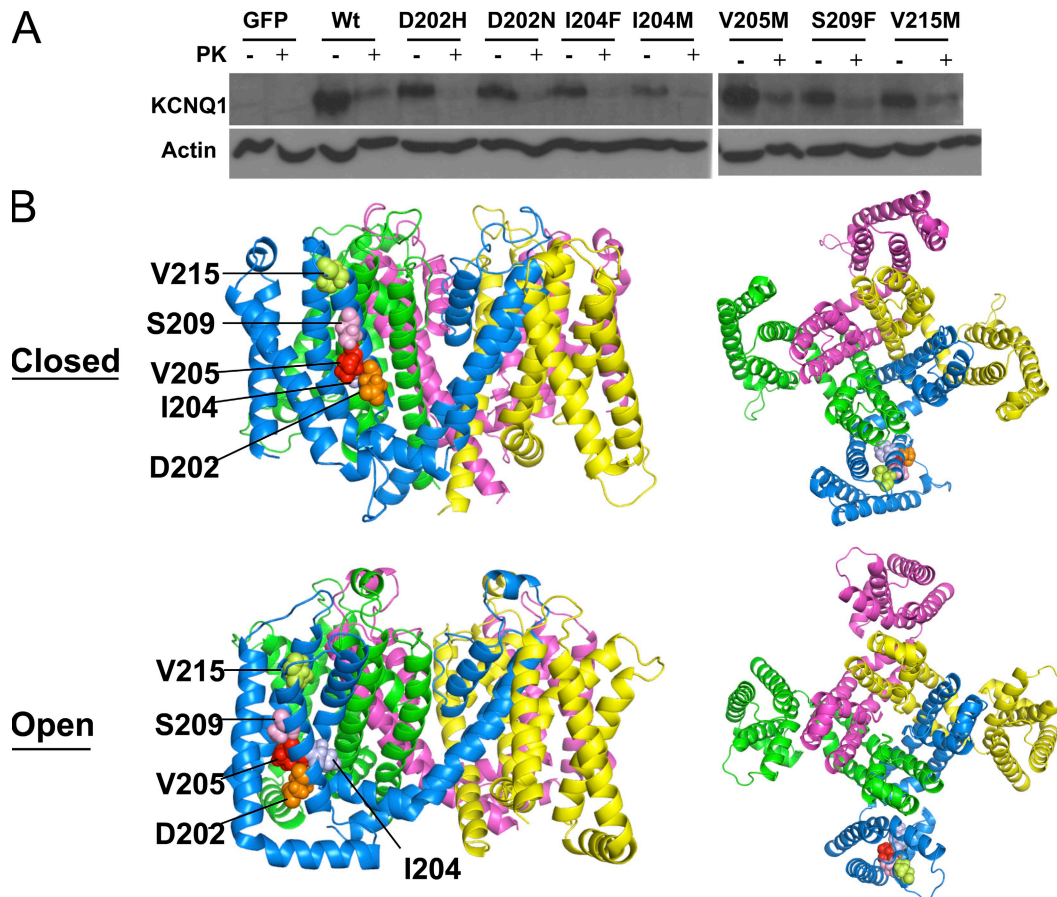 A
GFP Wt D202H D202N I204F I204M V205M S209F V215M
PK - + - + - + - + - + - + - + - + - +
KCNQ1
Actin
B
V215
S209
Closed
V205
I204
D202
V215
S209
Open
V205
D202
I204